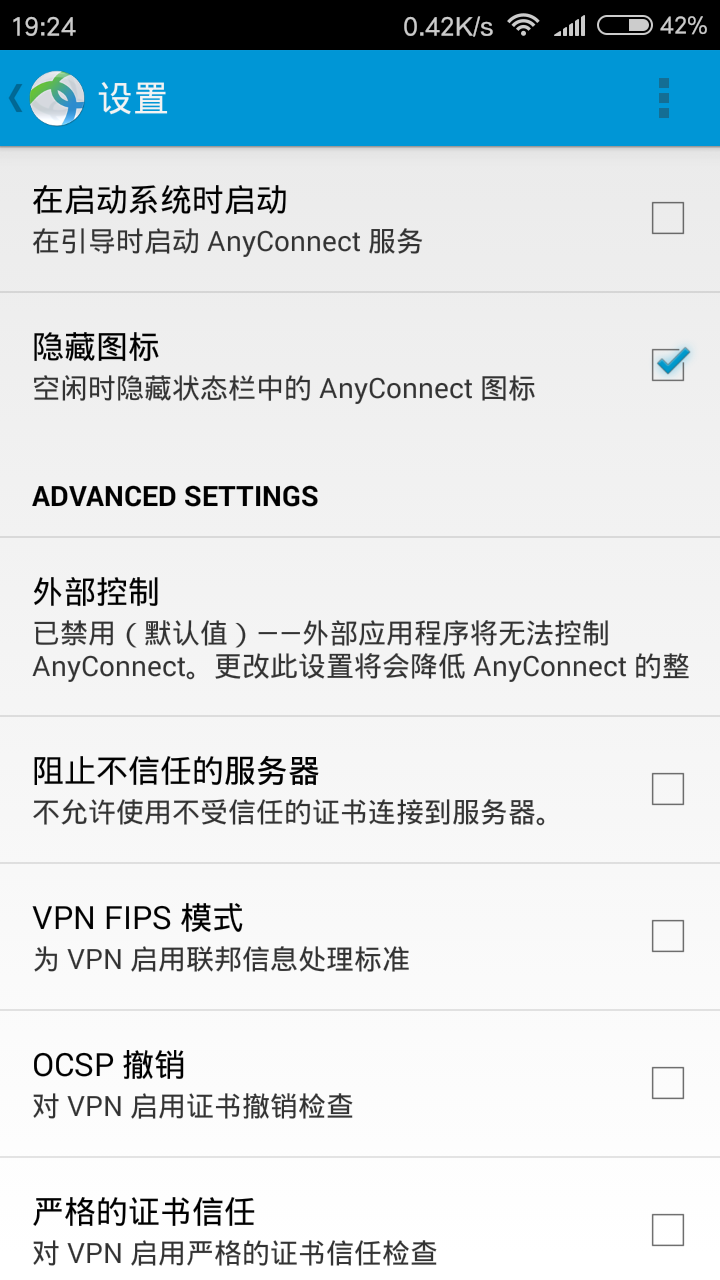 19:24
0.42K/s
42%
设置
在启动系统时启动
在引导时启动 AnyConnect 服务
隐藏图标
空闲时隐藏状态栏中的 AnyConnect 图标
ADVANCED SETTINGS
外部控制
已禁用（默认值）——外部应用程序将无法控制
AnyConnect。更改此设置将会降低 AnyConnect 的整
阻止不信任的服务器
不允许使用不受信任的证书连接到服务器。
VPN FIPS 模式
为 VPN 启用联邦信息处理标准
OCSP 撤销
对 VPN 启用证书撤销检查
严格的证书信任
对 VPN 启用严格的证书信任检查